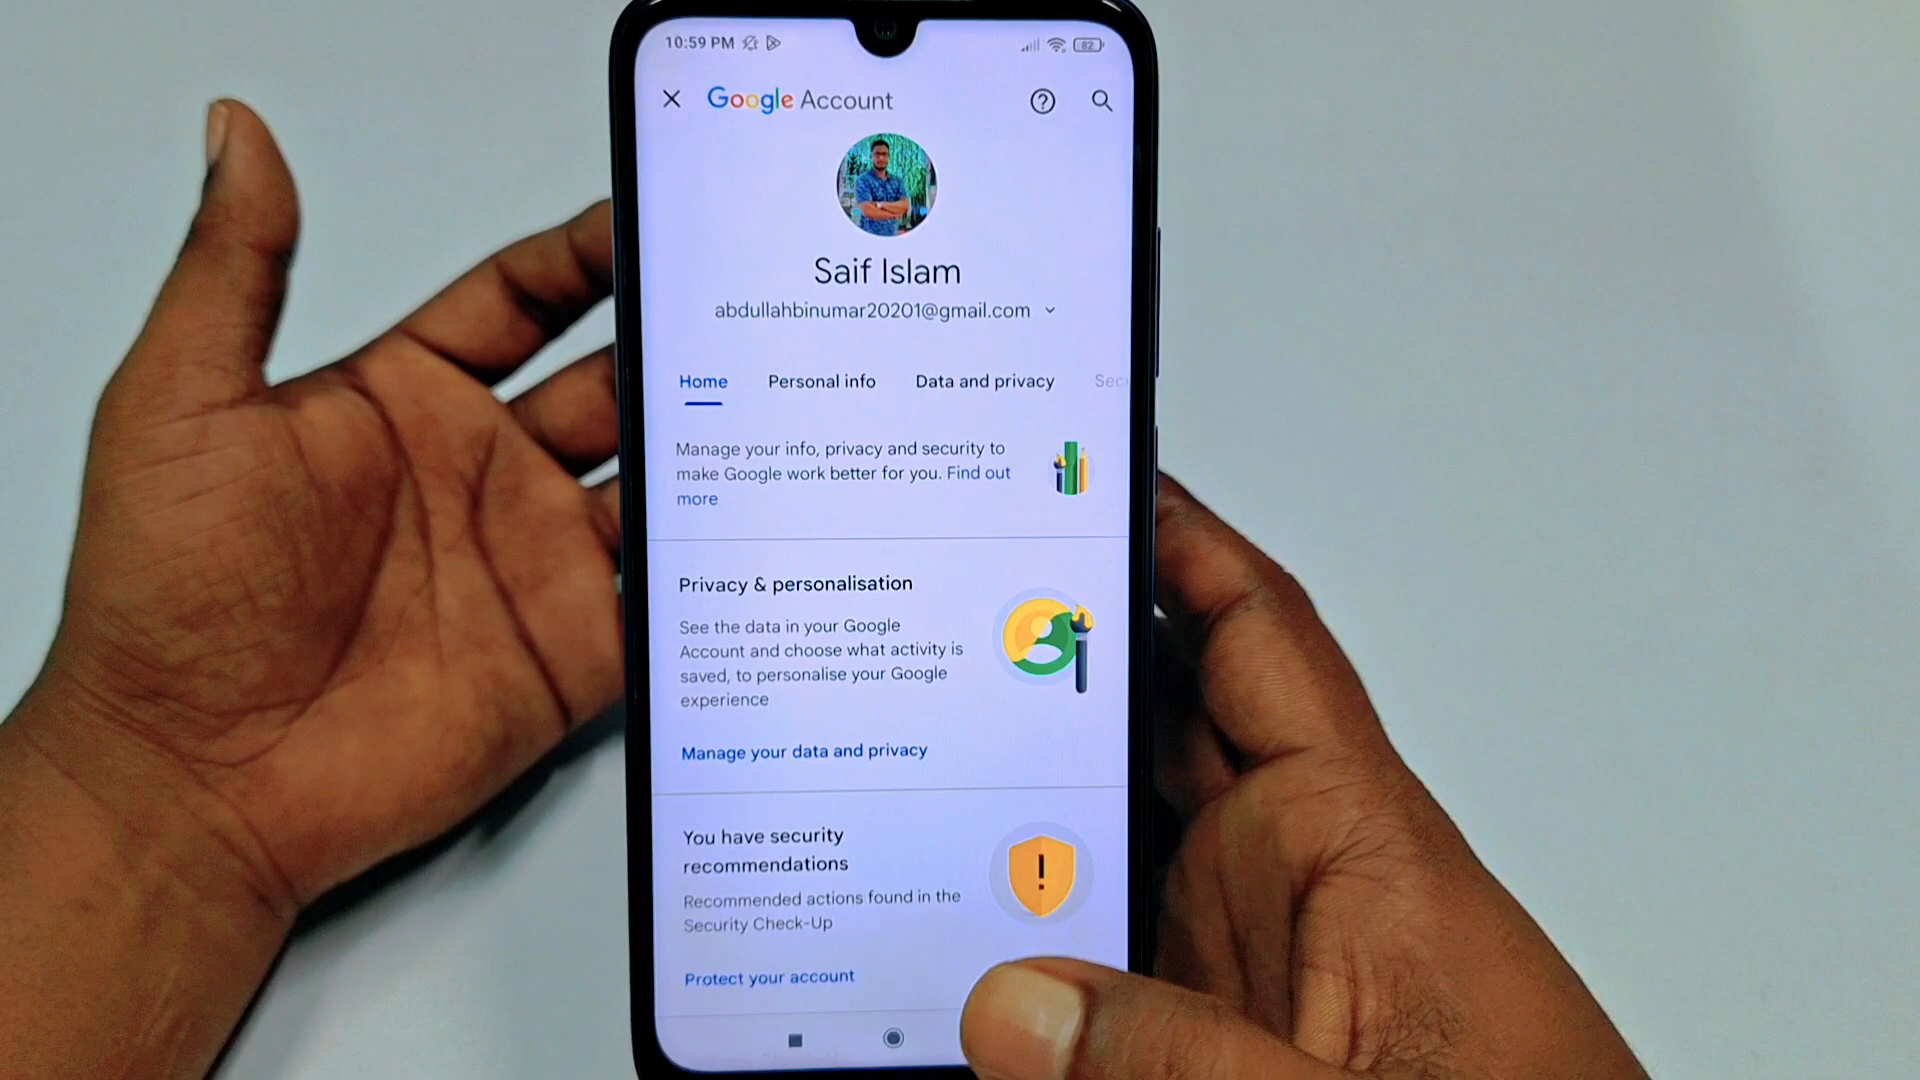 10:59 PM
82
Google Account
Saif Islam
abdullahbinumar20201@gmail.com
Home Personal info Data and privacy Sec
Manage your info, privacy and security to
make Google work better for you. Find out
more
Privacy & personalisation
See the data in your Google
Account and choose what activity is
saved, to personalise your Google
experience
Manage your data and privacy
You have security
recommendations
Recommended actions found in the
Security Check-Up
Protect your account